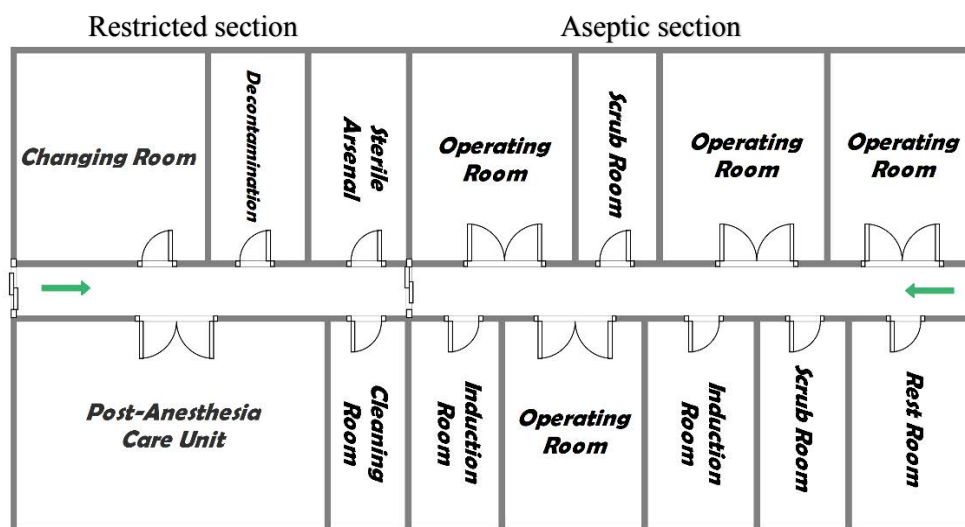 Restricted section
Aseptic section
Changing Room
Decontamination
Sterile
Arsenal
Operating
Room
Scrub Room
Operating
Room
Operating
Room
Post-Anesthesia
Care Unit
Cleaning
Room
Induction
Room
Operating
Room
Induction
Room
Scrub Room
Rest Room